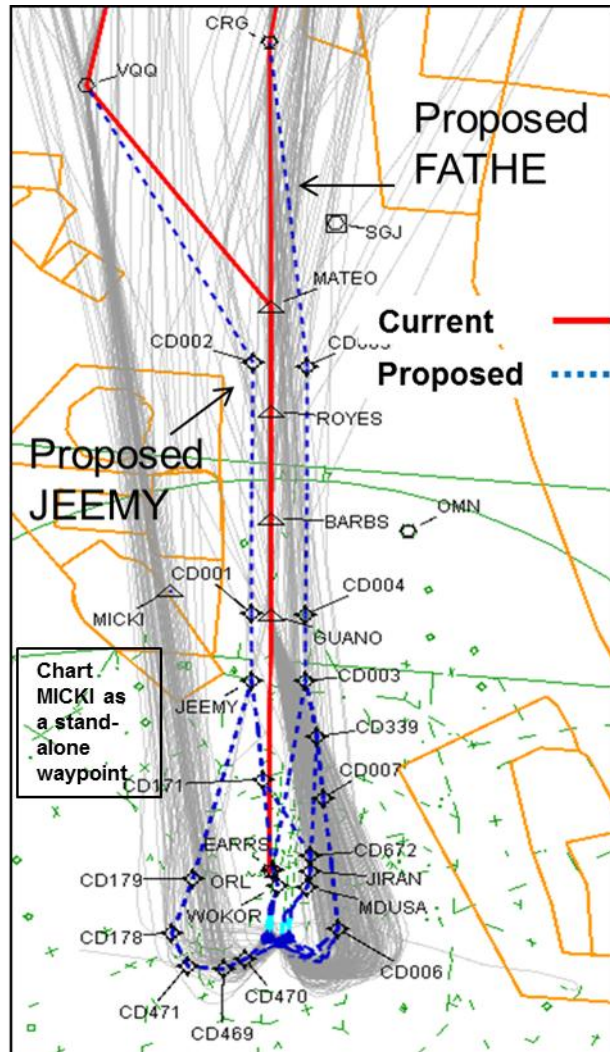 CRG
VQQ
Proposed
FATHE
SGJ
MATEO
Current
CD002
Proposed
ROYES
Proposed
JEEMY
BARBS
OMN
CD001
CD004
MICKI
GUANO
Chart
MICKI as
a stand-
alone
waypoint
JEEMY
CD003
CD339
CD171
CD007
EARRS
CD672
CD179
ORL
JIRAN
WOKOR
MDUSA
CD178
CD006
CD470
CD471
CD469